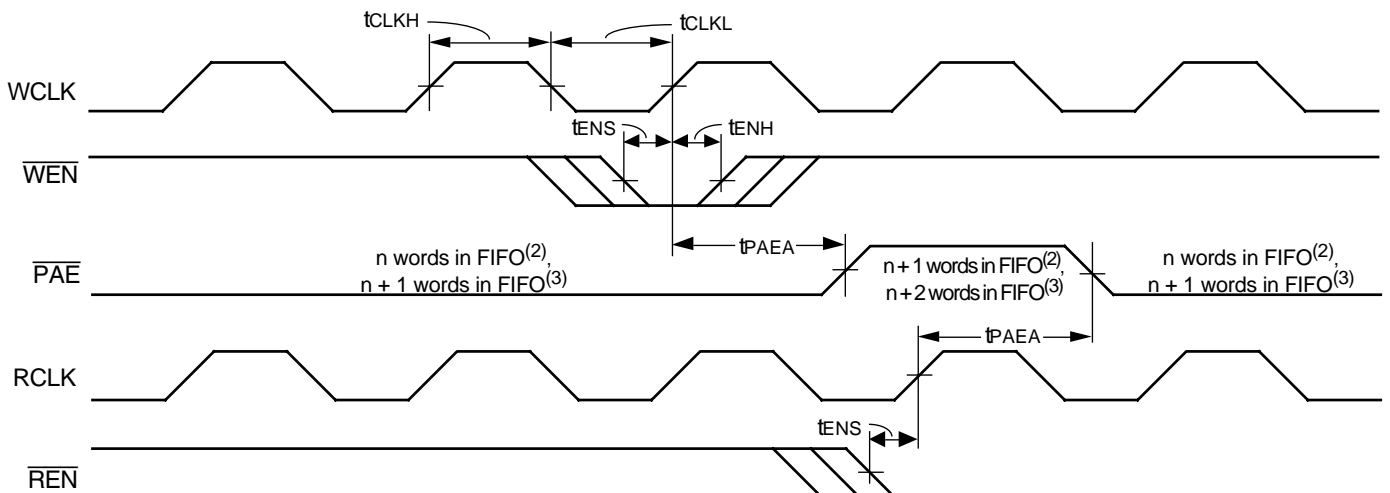 tCLKH
tCLKL
WCLK
tENS
tENH
WEN
tPAEA
PAE
n words in FIFO(2),
n + 1 words in FIFO(3)
n + 1 words in FIFO(2),
n + 2 words in FIFO(3)
n words in FIFO(2),
n + 1 words in FIFO(3)
tPAEA
RCLK
tENS
REN